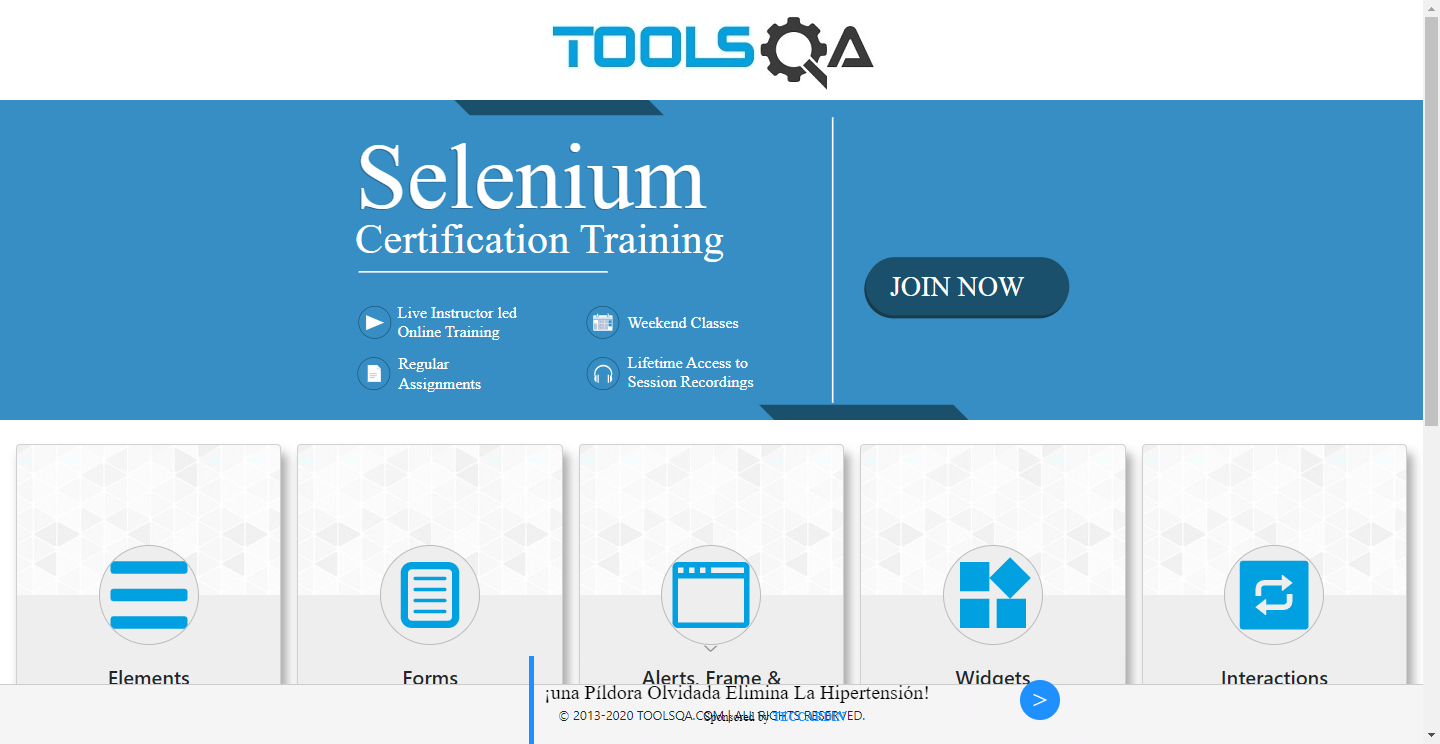 TOOLSQA
Selenium
Certification Training
JOIN NOW
Live Instructor led
Online Training
Weekend Classes
Regular
Assignments
Lifetime Access to
Session Recordings
Elements
Forms
Alerts, Frame &
Widgets
Interactions
¡una Píldora Olvidada Elimina La Hipertensión!
>
© 2013-2020 TOOLSQA.COM | ALL RIGHTS RESERVED.
Sponsored by